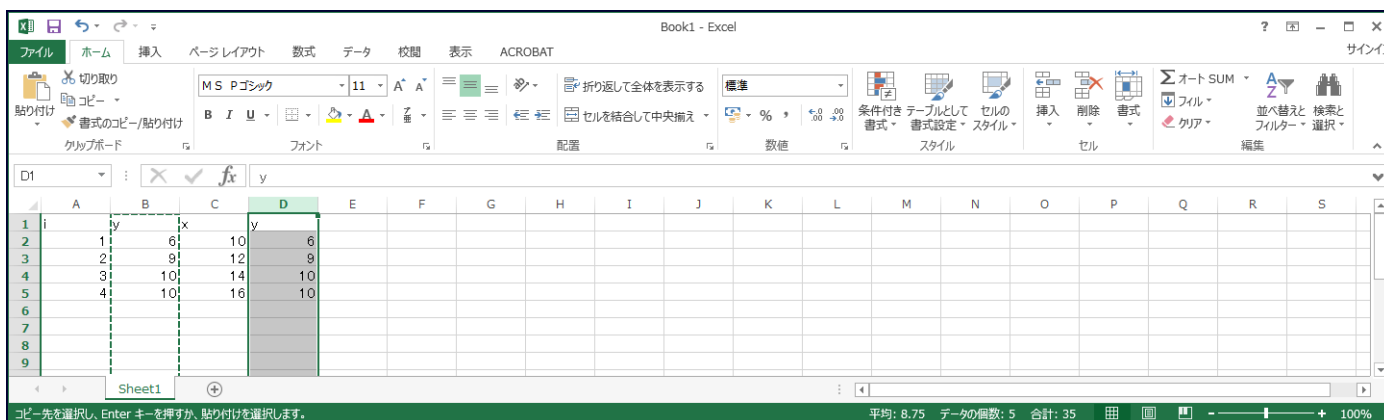 Book1 - Excel
ファイル ホーム 挿入 ページ レイアウト 数式 データ 校閲 表示 ACROBAT サインイン
切り取り
コピー
書式のコピー/貼り付け
貼り付け
クリップボード
ＭＳ Ｐゴシック 11
B I U
フォント
折り返して全体を表示する
セルを結合して中央揃え
配置
標準
数値
条件付き書式
テーブルとして書式設定
セルのスタイル
スタイル
挿入 削除 書式
セル
オート SUM
フィル
クリア
並べ替えとフィルター
検索と選択
編集
D1 fx y
A B C D E F G H I J K L M N O P Q R S
1 i y x y
2 1 6 10 6
3 2 9 12 9
4 3 10 14 10
5 4 10 16 10
6
7
8
9
Sheet1
コピー先を選択し、Enter キーを押すか、貼り付けを選択します。 平均: 8.75 データの個数: 5 合計: 35 100%